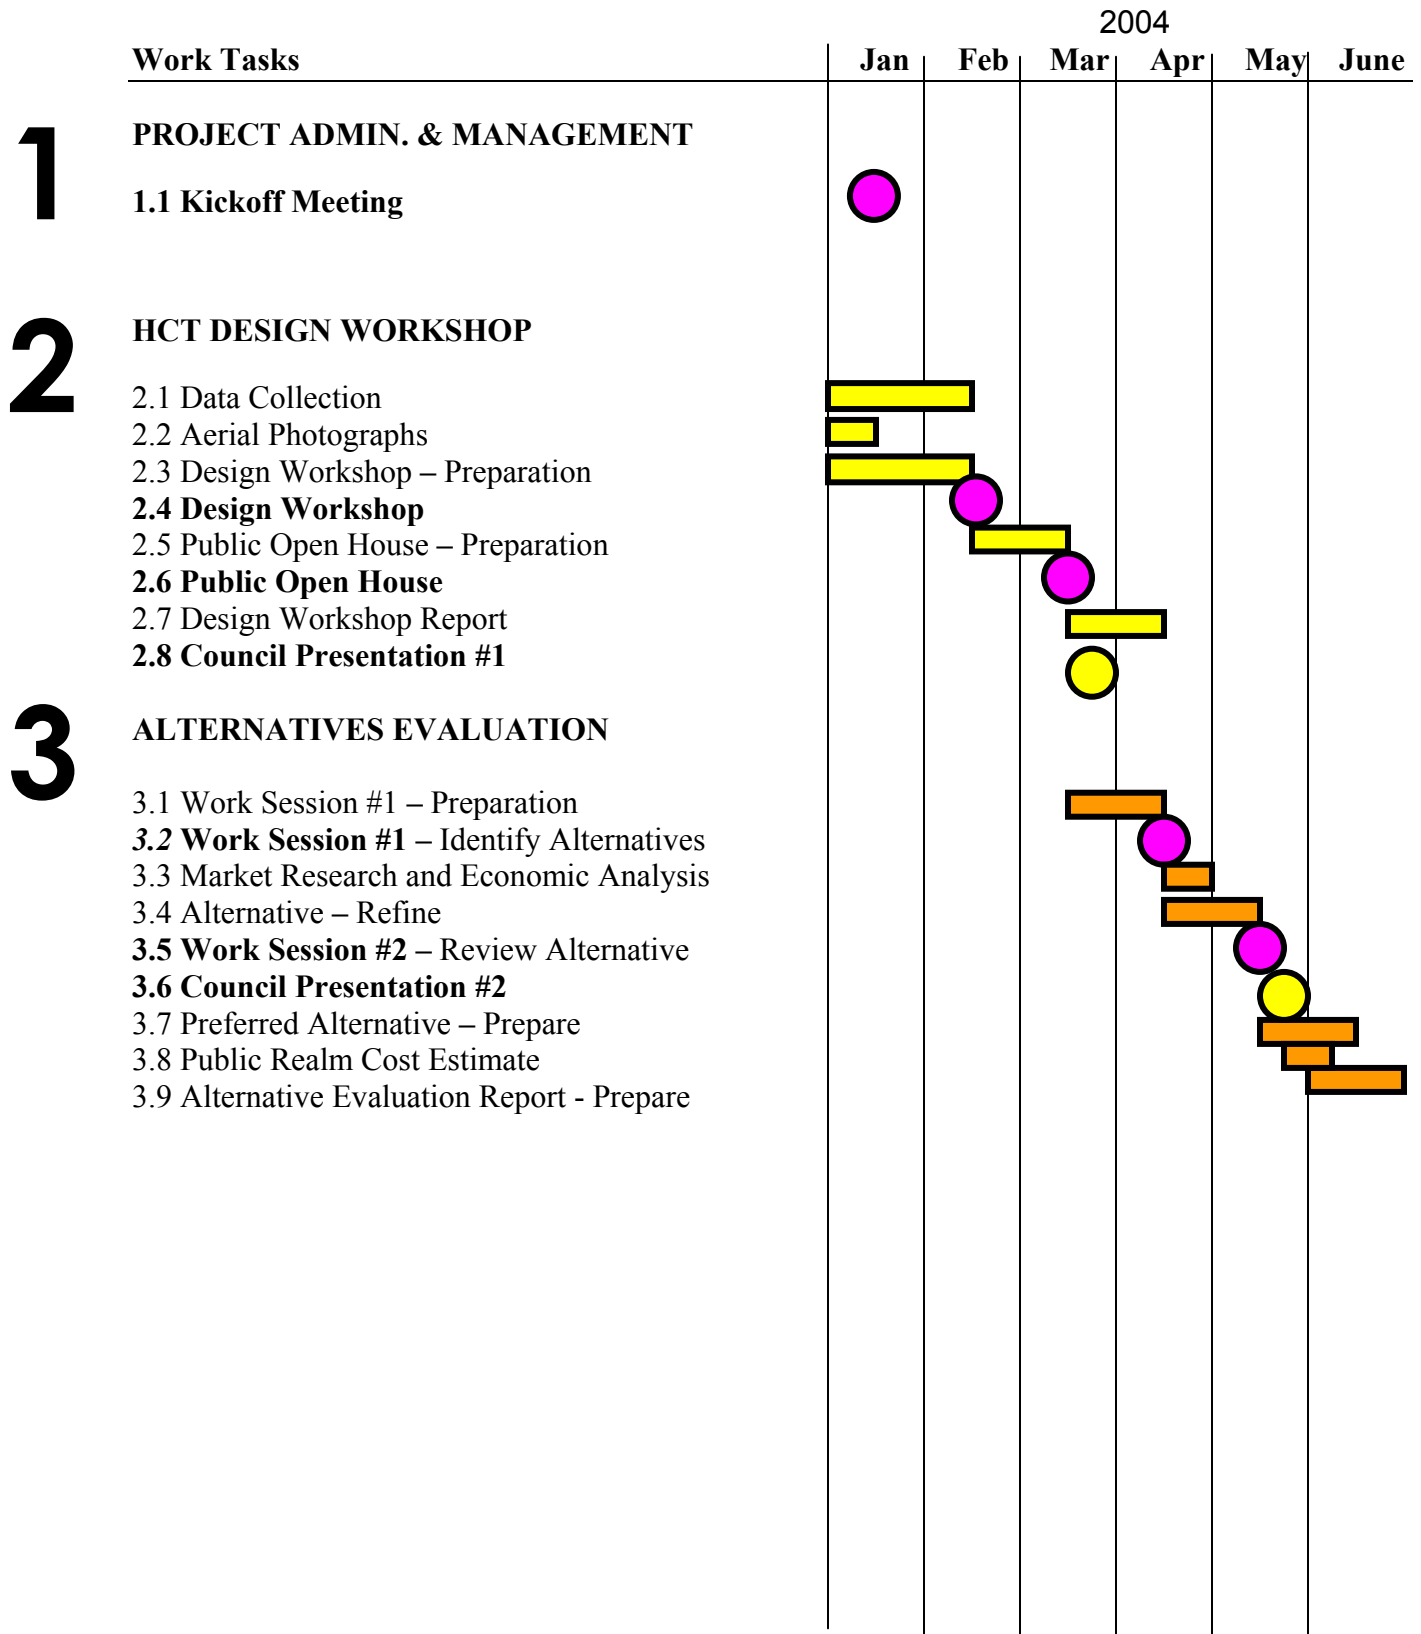 2004
Work Tasks Jan Feb Mar Apr May June
1 PROJECT ADMIN. & MANAGEMENT
1.1 Kickoff Meeting
2 HCT DESIGN WORKSHOP
2.1 Data Collection
2.2 Aerial Photographs
2.3 Design Workshop – Preparation
2.4 Design Workshop
2.5 Public Open House – Preparation
2.6 Public Open House
2.7 Design Workshop Report
2.8 Council Presentation #1
3 ALTERNATIVES EVALUATION
3.1 Work Session #1 – Preparation
3.2 Work Session #1 – Identify Alternatives
3.3 Market Research and Economic Analysis
3.4 Alternative – Refine
3.5 Work Session #2 – Review Alternative
3.6 Council Presentation #2
3.7 Preferred Alternative – Prepare
3.8 Public Realm Cost Estimate
3.9 Alternative Evaluation Report - Prepare